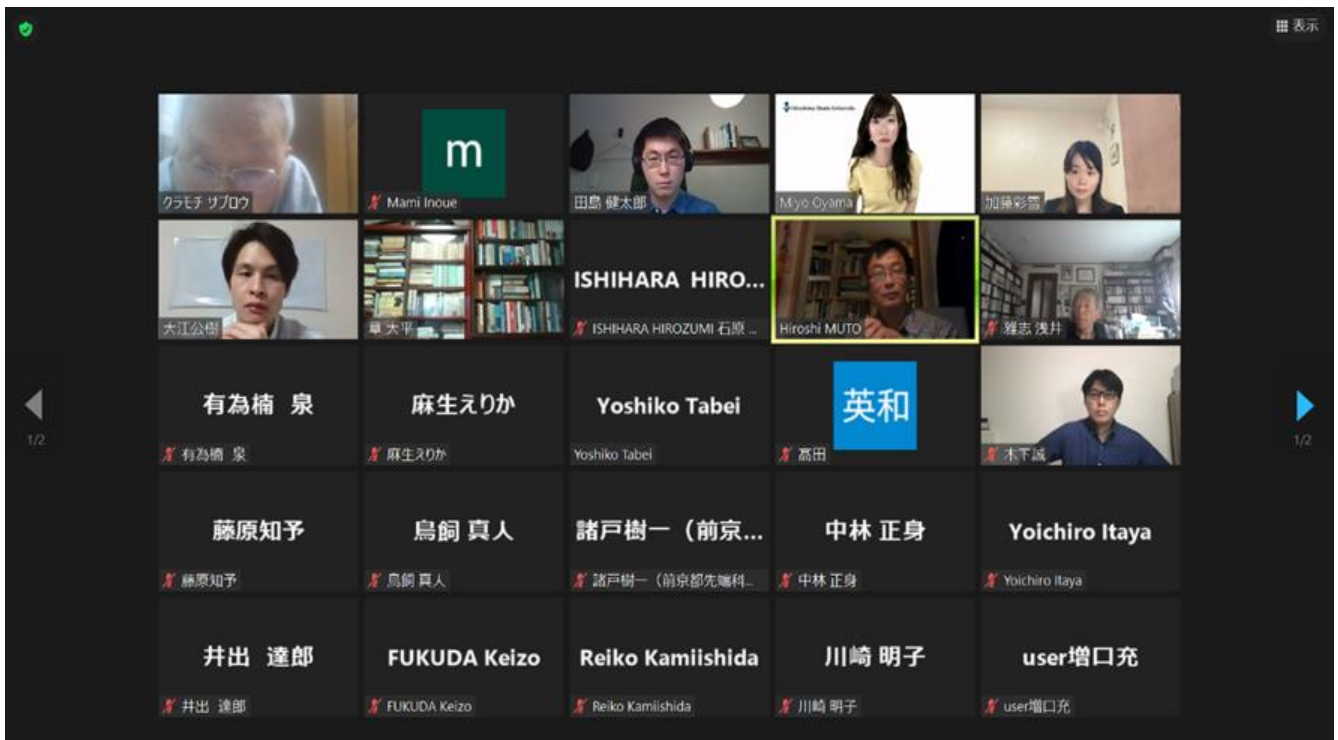 表示
クラモチ サブロウ
m
Mami Inoue
田島 健太郎
Hiroshima Shudo University
Miyo Oyama
加藤彩雪
大江公樹
草 大平
ISHIHARA HIRO...
ISHIHARA HIROZUMI 石原 ...
Hiroshi MUTO
雅志 浅井
有為楠 泉
有為楠 泉
麻生えりか
麻生えりか
Yoshiko Tabei
Yoshiko Tabei
英和
髙田
木下誠
1/2
1/2
藤原知予
藤原知予
鳥飼 真人
鳥飼 真人
諸戸樹一（前京...
諸戸樹一（前京都先端科...
中林 正身
中林 正身
Yoichiro Itaya
Yoichiro Itaya
井出 達郎
井出 達郎
FUKUDA Keizo
FUKUDA Keizo
Reiko Kamiishida
Reiko Kamiishida
川崎 明子
川崎 明子
user増口充
user増口充